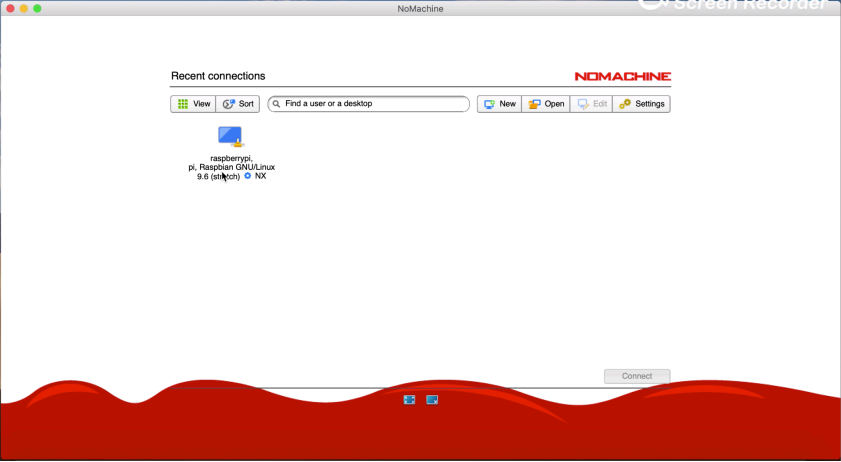 NoMachine
Screen Recorder
Recent connections
NOMACHINE
View
Sort
Find a user or a desktop
New
Open
Edit
Settings
raspberrypi,
pi, Raspbian GNU/Linux
9.6 (stretch) NX
Connect